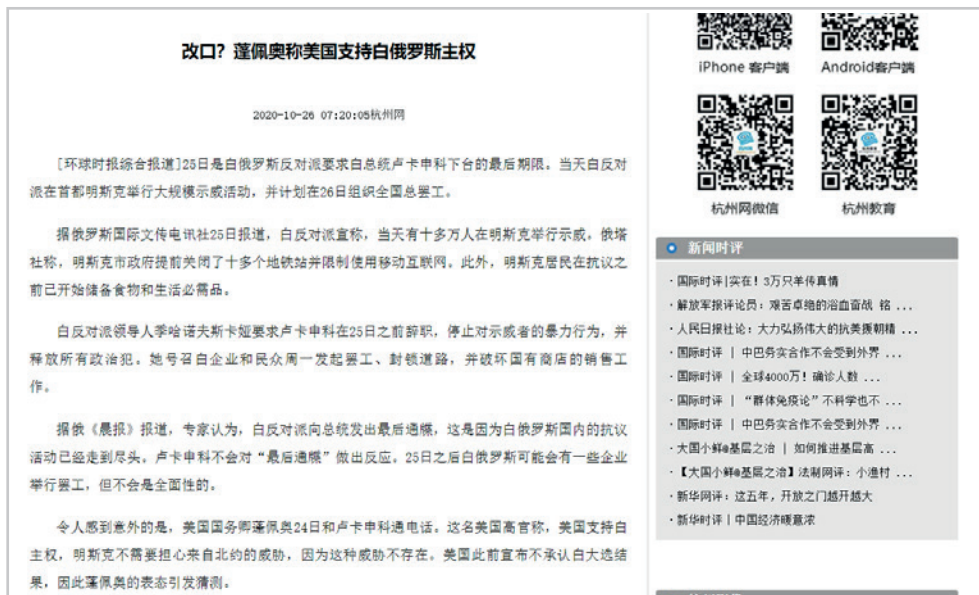 改口？蓬佩奥称美国支持白俄罗斯主权
2020-10-26 07:20:05杭州网
[环球时报综合报道]25日是白俄罗斯反对派要求白总统卢卡申科下台的最后期限。当天白反对
派在首都明斯克举行大规模示威活动，并计划在26日组织全国总罢工。
据俄罗斯国际文传电讯社25日报道，白反对派宣称，当天有十多万人在明斯克举行示威。俄塔
社称，明斯克市政府提前关闭了十多个地铁站并限制使用移动互联网。此外，明斯克居民在抗议之
前已开始储备食物和生活必需品。
白反对派领导人季哈诺夫斯卡娅要求卢卡申科在25日之前辞职，停止对示威者的暴力行为，并
释放所有政治犯。她号召白企业和民众周一发起罢工、封锁道路，并破坏国有商店的销售工
作。
据俄《晨报》报道，专家认为，白反对派向总统发出最后通牒，这是因为白俄罗斯国内的抗议
活动已经走到尽头。卢卡申科不会对“最后通牒”做出反应。25日之后白俄罗斯可能会有一些企业
举行罢工，但不会是全面性的。
令人感到意外的是，美国国务卿蓬佩奥24日和卢卡申科通电话。这名美国高官称，美国支持白
主权，明斯克不需要担心来自北约的威胁，因为这种威胁不存在。美国此前宣布不承认白大选结
果，因此蓬佩奥的表态引发猜测。
iPhone 客户端
Android客户端
杭州网微信
杭州教育
新闻时评
·国际时评|实在！3万只羊传真情
·解放军报评论员：艰苦卓绝的浴血奋战 铭 ...
·人民日报社论：大力弘扬伟大的抗美援朝精 ...
·国际时评 | 中巴务实合作不会受到外界 ...
·国际时评 | 全球4000万！确诊人数 ...
·国际时评 | “群体免疫论”不科学也不 ...
·国际时评 | 中巴务实合作不会受到外界 ...
·大国小鲜@基层之治 | 如何推进基层高 ...
·【大国小鲜@基层之治】法制网评：小渔村 ...
·新华网评：这五年，开放之门越开越大
·新华时评|中国经济暖意浓